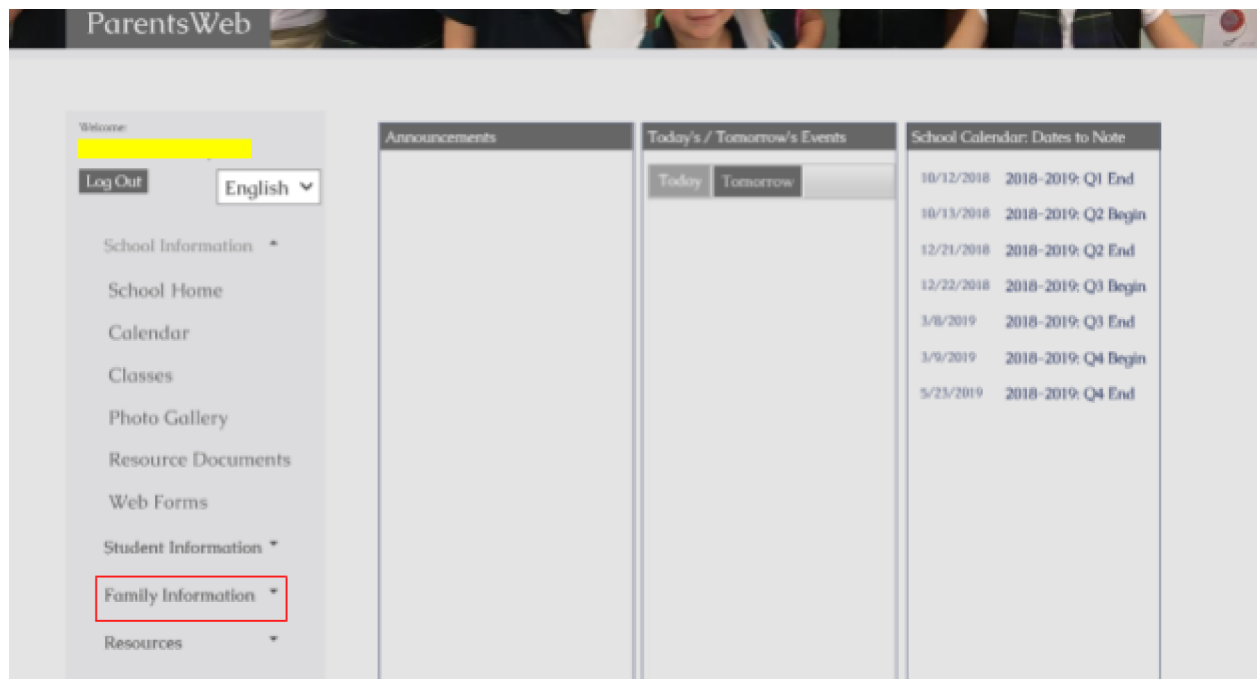 ParentsWeb
Welcome:
Log Out
English
School Information
School Home
Calendar
Classes
Photo Gallery
Resource Documents
Web Forms
Student Information
Family Information
Resources
Announcements
Today's / Tomorrow's Events
Today Tomorrow
School Calendar: Dates to Note
10/12/2018 2018-2019: Q1 End
10/13/2018 2018-2019: Q2 Begin
12/21/2018 2018-2019: Q2 End
12/22/2018 2018-2019: Q3 Begin
3/8/2019 2018-2019: Q3 End
3/9/2019 2018-2019: Q4 Begin
5/23/2019 2018-2019: Q4 End